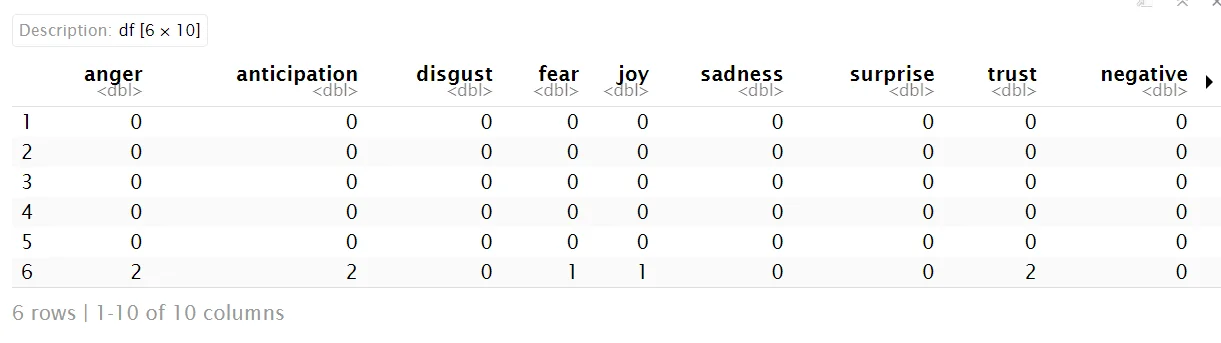 Description: df [6 × 10]
anger anticipation disgust fear joy sadness surprise trust negative
<dbl> <dbl> <dbl> <dbl> <dbl> <dbl> <dbl> <dbl> <dbl>
1 0 0 0 0 0 0 0 0 0
2 0 0 0 0 0 0 0 0 0
3 0 0 0 0 0 0 0 0 0
4 0 0 0 0 0 0 0 0 0
5 0 0 0 0 0 0 0 0 0
6 2 2 0 1 1 0 0 2 0
6 rows | 1-10 of 10 columns